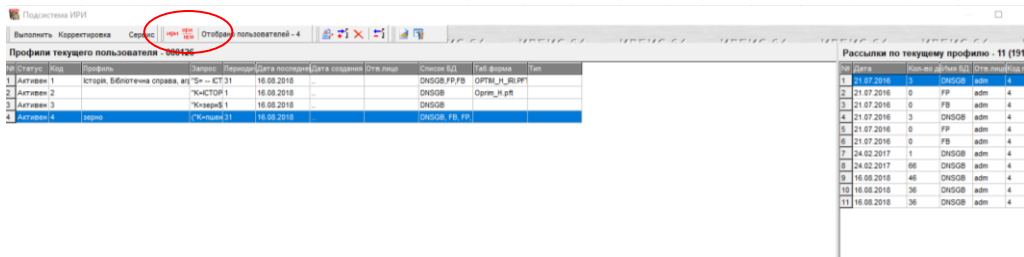 Подсистема ИРИ
Выполнить Корректировка Сервис ИРИ ИРИ НЕИ Отобрано пользователей - 4
Профили текущего пользователя - 000126
№ Статус Код Профиль Запрос Периоди Дата последне Дата создания Отв.лицо Список БД Таб.форма Тип
1 Активен 1 Історія, Бібліотечна справа, аг "S= -- ІСТ 31 16.08.2018 .. DNSGB,FP,FB OPTIM_H_IRI.PFT
2 Активен 2 "K=ІСТОР 1 16.08.2018 .. DNSGB Oprim_H.pft
3 Активен 3 "K=зерн$ 1 16.08.2018 .. DNSGB
4 Активен 4 зерно ("K=пшен 31 16.08.2018 .. DNSGB, FB, FP,
Рассылки по текущему профилю - 11 (191
№ Дата Кол-во д Имя БД Отв.лицо Код п
1 21.07.2016 3 DNSGB adm 4
2 21.07.2016 0 FP adm 4
3 21.07.2016 0 FB adm 4
4 21.07.2016 3 DNSGB adm 4
5 21.07.2016 0 FP adm 4
6 21.07.2016 0 FB adm 4
7 24.02.2017 1 DNSGB adm 4
8 24.02.2017 66 DNSGB adm 4
9 16.08.2018 46 DNSGB adm 4
10 16.08.2018 36 DNSGB adm 4
11 16.08.2018 36 DNSGB adm 4